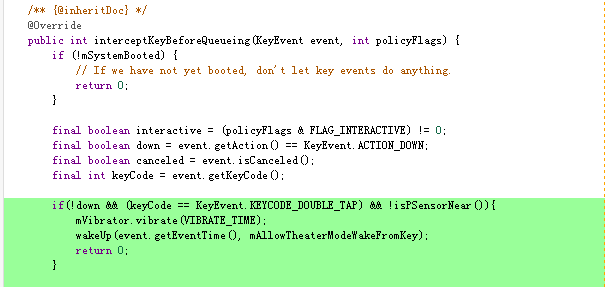 /** {@inheritDoc} */
@Override
public int interceptKeyBeforeQueueing(KeyEvent event, int policyFlags) {
if (!mSystemBooted) {
// If we have not yet booted, don't let key events do anything.
return 0;
}
final boolean interactive = (policyFlags & FLAG_INTERACTIVE) != 0;
final boolean down = event.getAction() == KeyEvent.ACTION_DOWN;
final boolean canceled = event.isCanceled();
final int keyCode = event.getKeyCode();
if(!down && (keyCode == KeyEvent.KEYCODE_DOUBLE_TAP) && !isPSensorNear()){
mVibrator.vibrate(VIBRATE_TIME);
wakeUp(event.getEventTime(), mAllowTheaterModeWakeFromKey);
return 0;
}